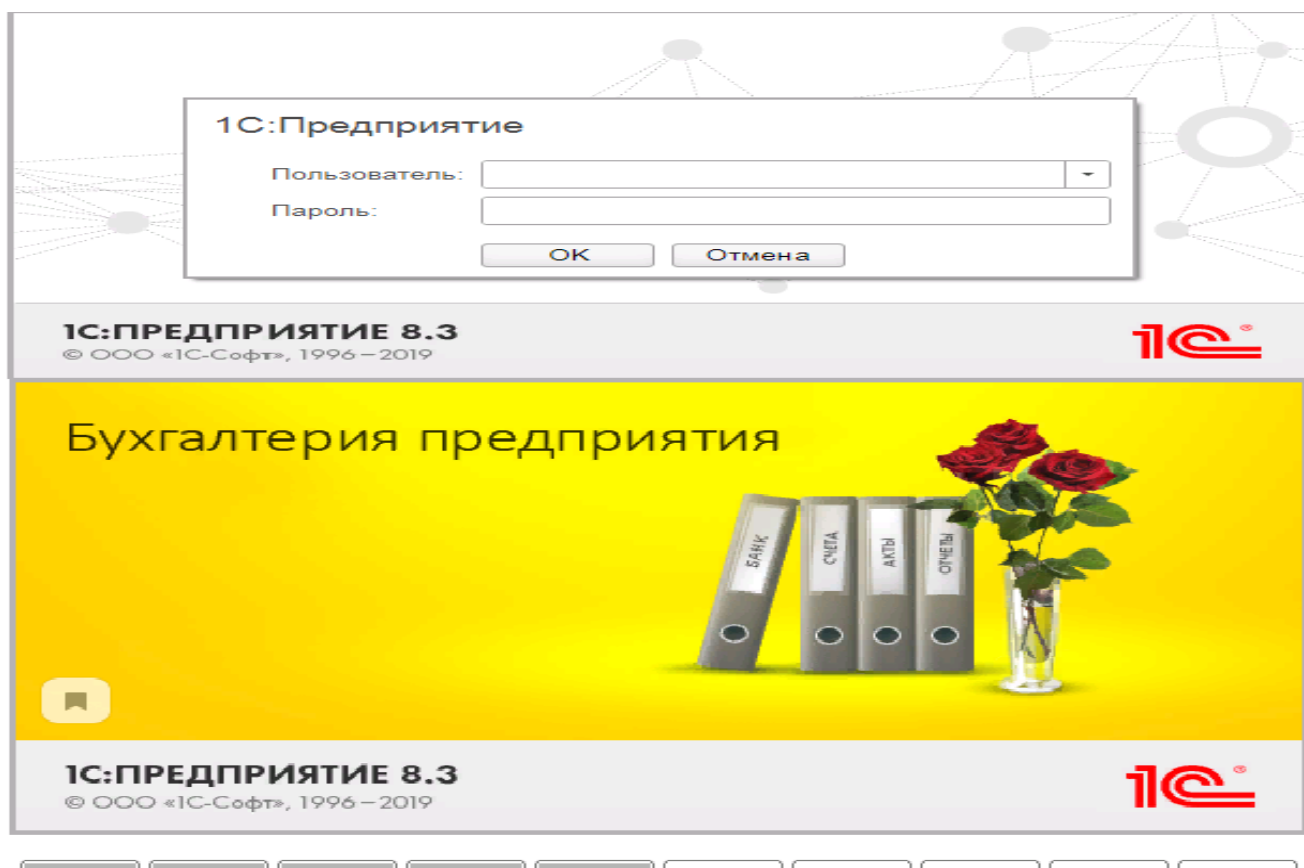 1С:Предприятие
Пользователь:
Пароль:
OK Отмена
1С:ПРЕДПРИЯТИЕ 8.3
© ООО «1С-Софт», 1996–2019
1С®
Бухгалтерия предприятия
БАНК
СЧЕТА
АКТЫ
ОТЧЕТЫ
1С:ПРЕДПРИЯТИЕ 8.3
© ООО «1С-Софт», 1996–2019
1С®